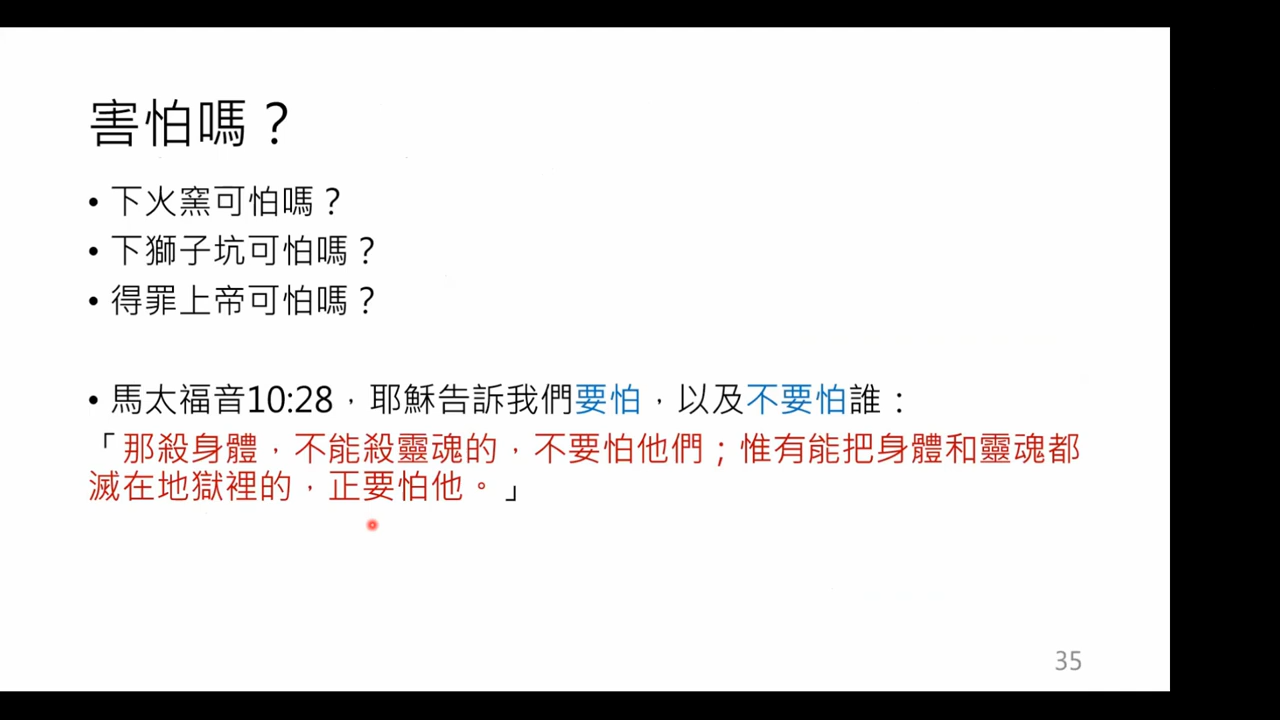 害怕嗎？
• 下火窯可怕嗎？
• 下獅子坑可怕嗎？
• 得罪上帝可怕嗎？
• 馬太福音10:28，耶穌告訴我們要怕，以及不要怕誰：
「那殺身體，不能殺靈魂的，不要怕他們；惟有能把身體和靈魂都
滅在地獄裡的，正要怕他。」
35